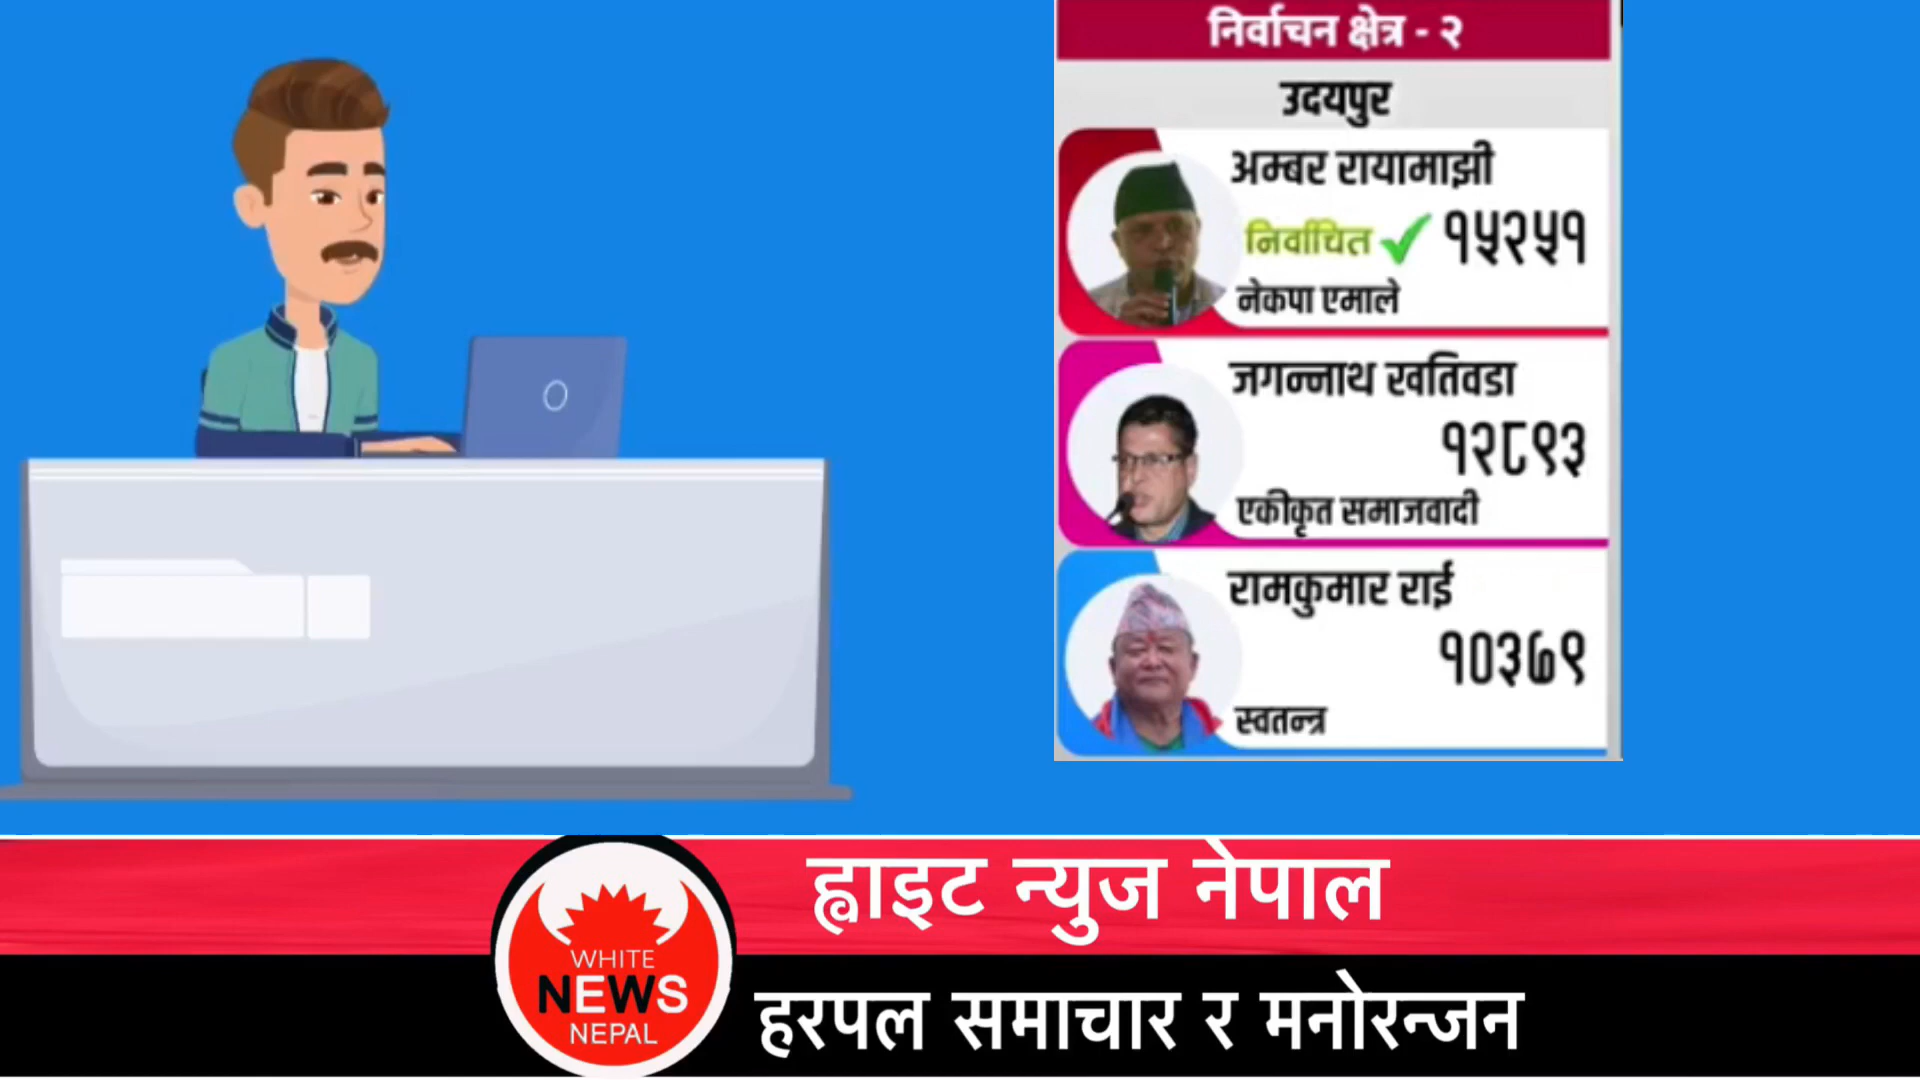 निर्वाचन क्षेत्र - २
उदयपुर
अम्बर रायामाझी
निर्वाचित १५२५१
नेकपा एमाले
जगन्नाथ खतिवडा
१२८९३
एकीकृत समाजवादी
रामकुमार राई
१०३७९
स्वतन्त्र
ह्वाइट न्युज नेपाल
WHITE
NEWS
NEPAL
हरपल समाचार र मनोरन्जन